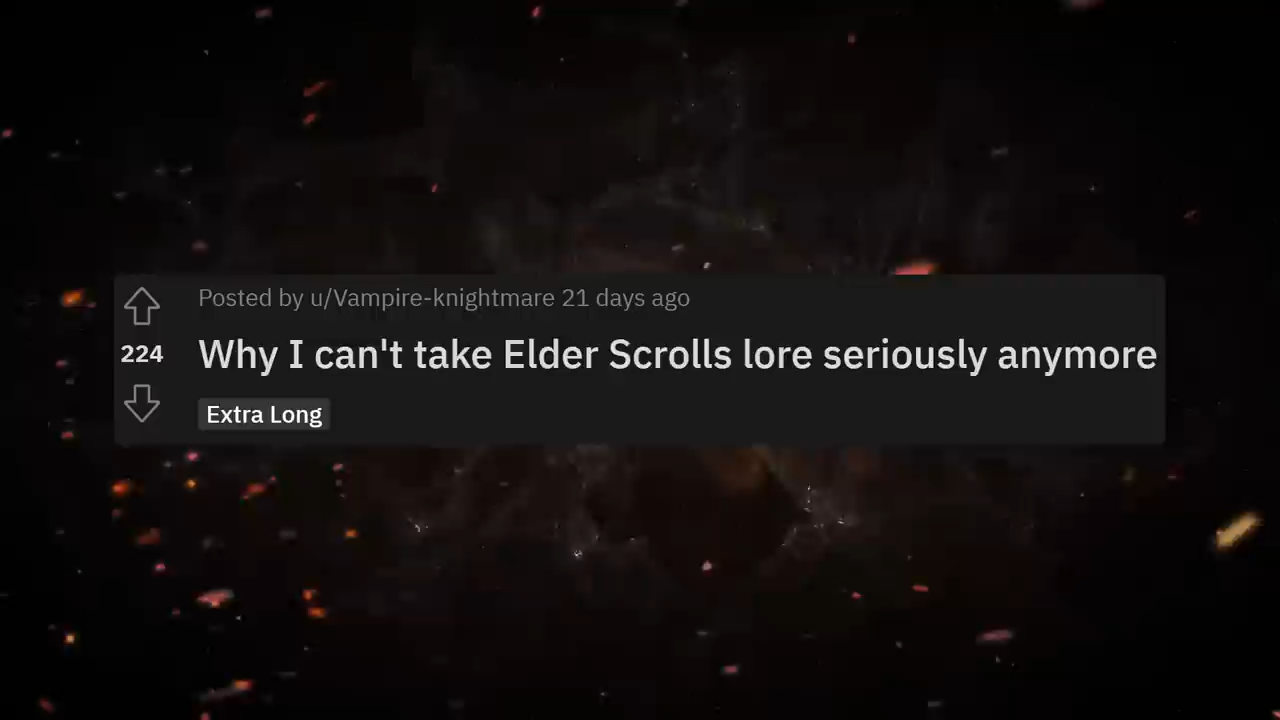 Posted by u/Vampire-knightmare 21 days ago
224
Why I can't take Elder Scrolls lore seriously anymore
Extra Long